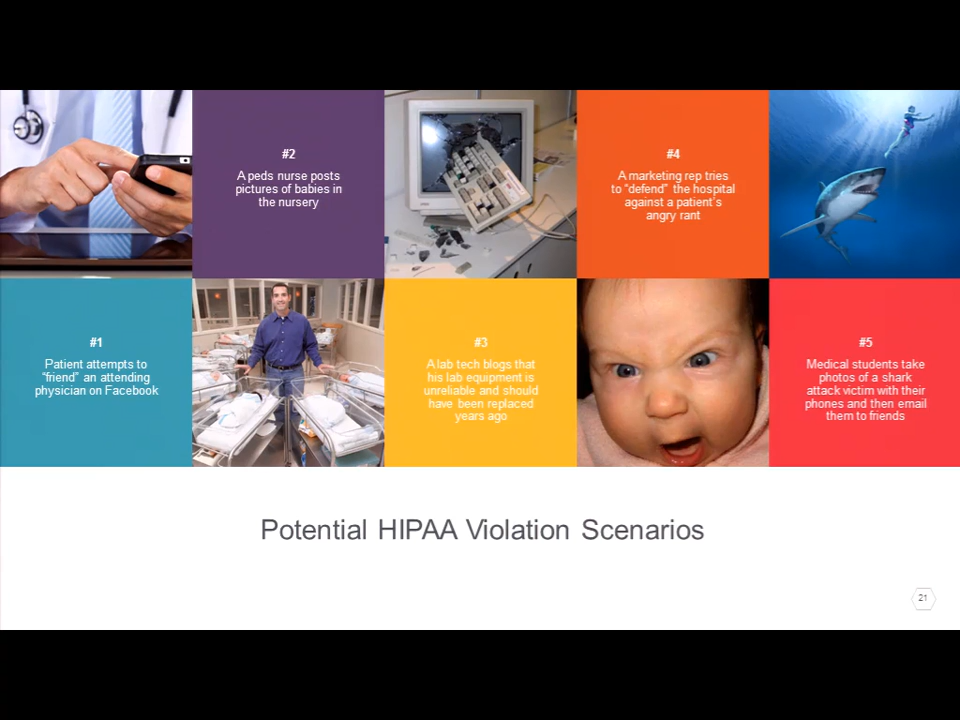 #2
A peds nurse posts
pictures of babies in
the nursery
#4
A marketing rep tries
to “defend” the hospital
against a patient’s
angry rant
#1
Patient attempts to
“friend” an attending
physician on Facebook
#3
A lab tech blogs that
his lab equipment is
unreliable and should
have been replaced
years ago
#5
Medical students take
photos of a shark
attack victim with their
phones and then email
them to friends
Potential HIPAA Violation Scenarios
21